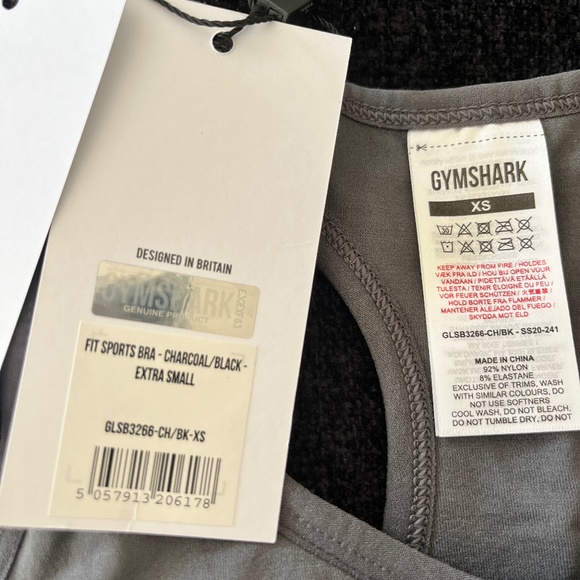 DESIGNED IN BRITAIN
GYMSHARK
GENUINE PRODUCT
FIT SPORTS BRA - CHARCOAL/BLACK -
EXTRA SMALL
GLSB3266-CH/BK-XS
5 057913 206178
GYMSHARK
XS
30
KEEP AWAY FROM FIRE / HOLDES
VÆK FRA ILD / HOU BIJ OPEN VUUR
VANDAAN / PIDETTÄVÄ ETÄÄLLÄ
TULESTA / TENIR ÉLOIGNÉ DU FEU /
VOR FEUER SCHÜTZEN / 火気厳禁 /
HOLD BORTE FRA FLAMMER /
MANTENER ALEJADO DEL FUEGO /
SKYDDA MOT ELD
GLSB3266-CH/BK - SS20-241
MADE IN CHINA
92% NYLON
8% ELASTANE
EXCLUSIVE OF TRIMS, WASH
WITH SIMILAR COLOURS, DO
NOT USE SOFTNERS
COOL WASH, DO NOT BLEACH,
DO NOT TUMBLE DRY, DO NOT